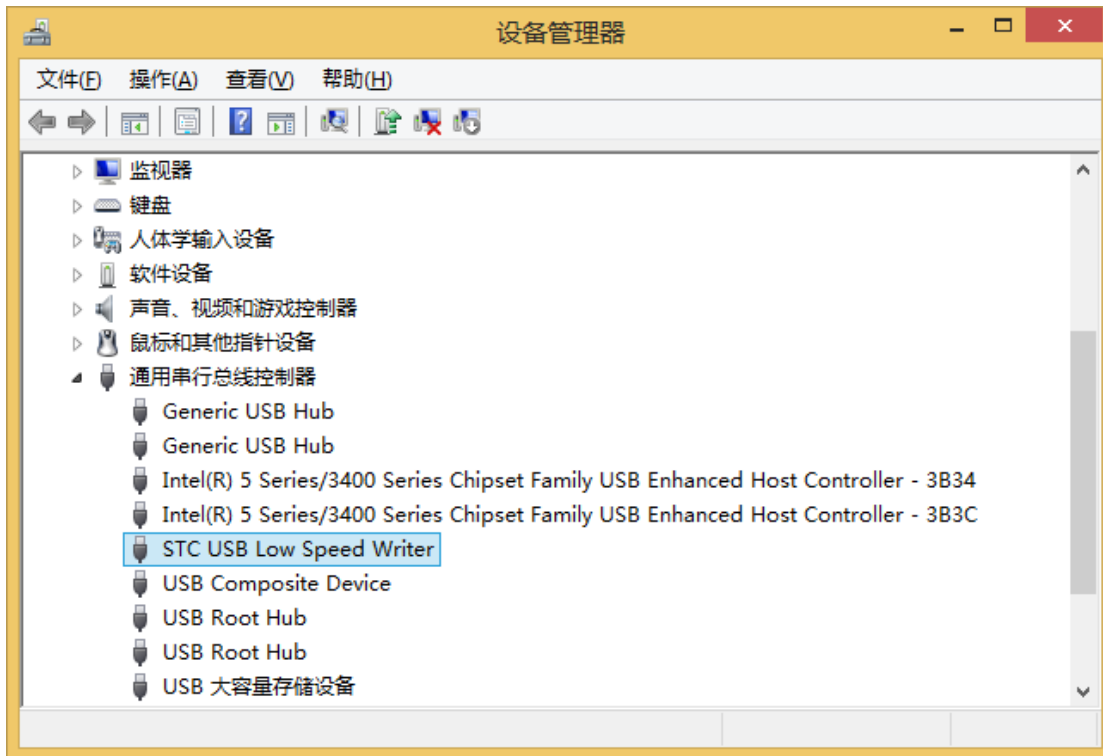 设备管理器
文件(F) 操作(A) 查看(V) 帮助(H)
监视器
键盘
人体学输入设备
软件设备
声音、视频和游戏控制器
鼠标和其他指针设备
通用串行总线控制器
Generic USB Hub
Generic USB Hub
Intel(R) 5 Series/3400 Series Chipset Family USB Enhanced Host Controller - 3B34
Intel(R) 5 Series/3400 Series Chipset Family USB Enhanced Host Controller - 3B3C
STC USB Low Speed Writer
USB Composite Device
USB Root Hub
USB Root Hub
USB 大容量存储设备